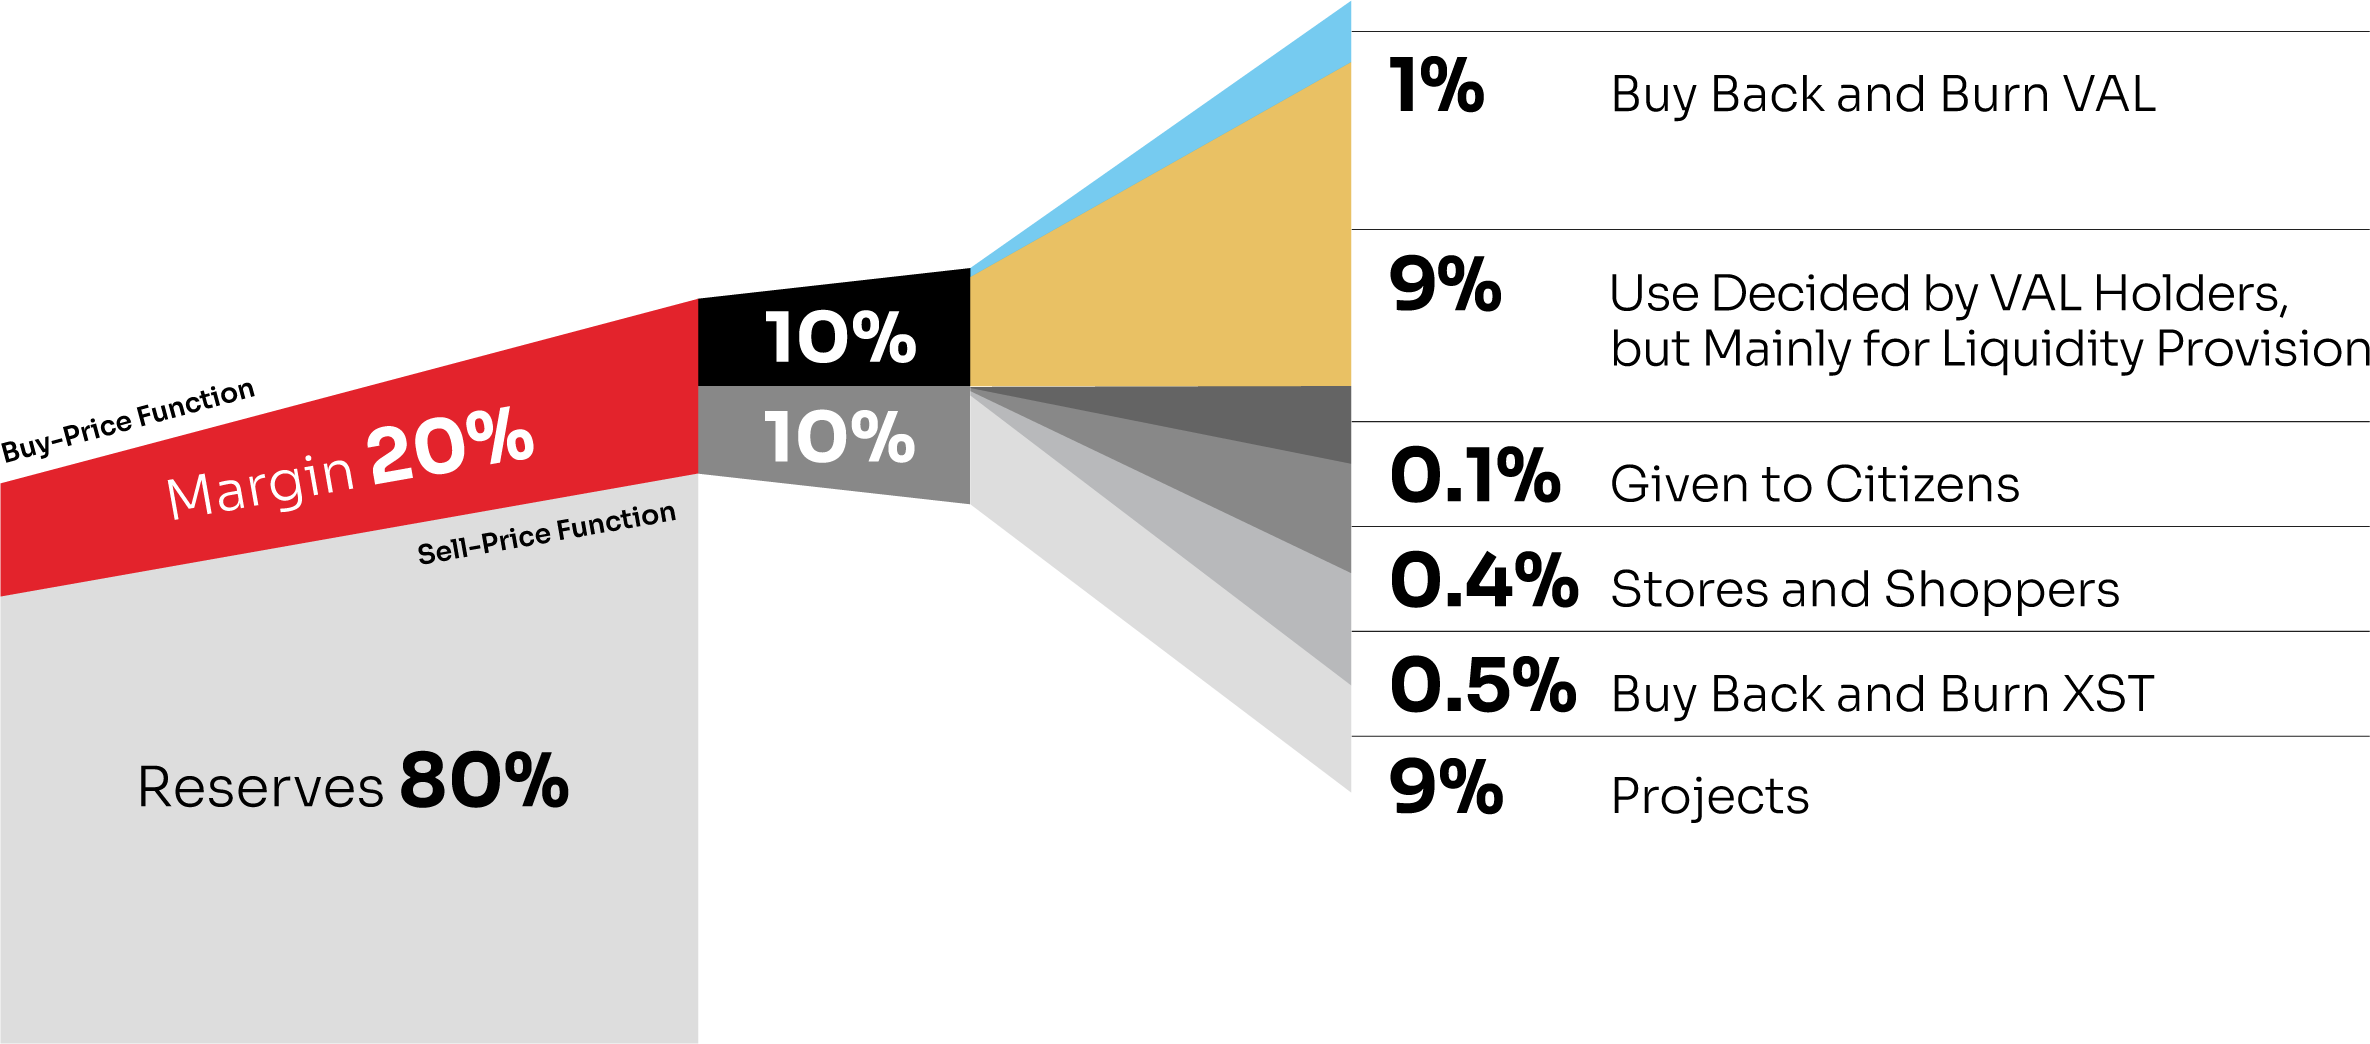 Buy-Price Function
Margin 20%
Sell-Price Function
Reserves 80%
10%
10%
1% Buy Back and Burn VAL
9% Use Decided by VAL Holders,
but Mainly for Liquidity Provision
0.1% Given to Citizens
0.4% Stores and Shoppers
0.5% Buy Back and Burn XST
9% Projects